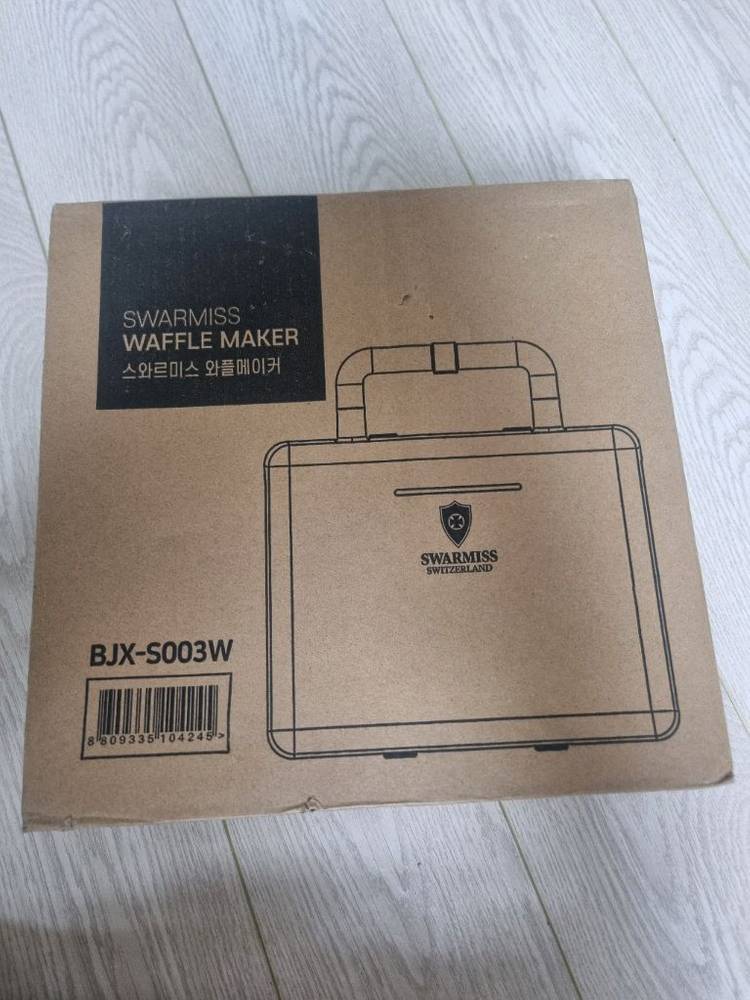 SWARMISS
WAFFLE MAKER
스와르미스 와플메이커
SWARMISS
SWITZERLAND
BJX-S003W
8 809335 104245 >